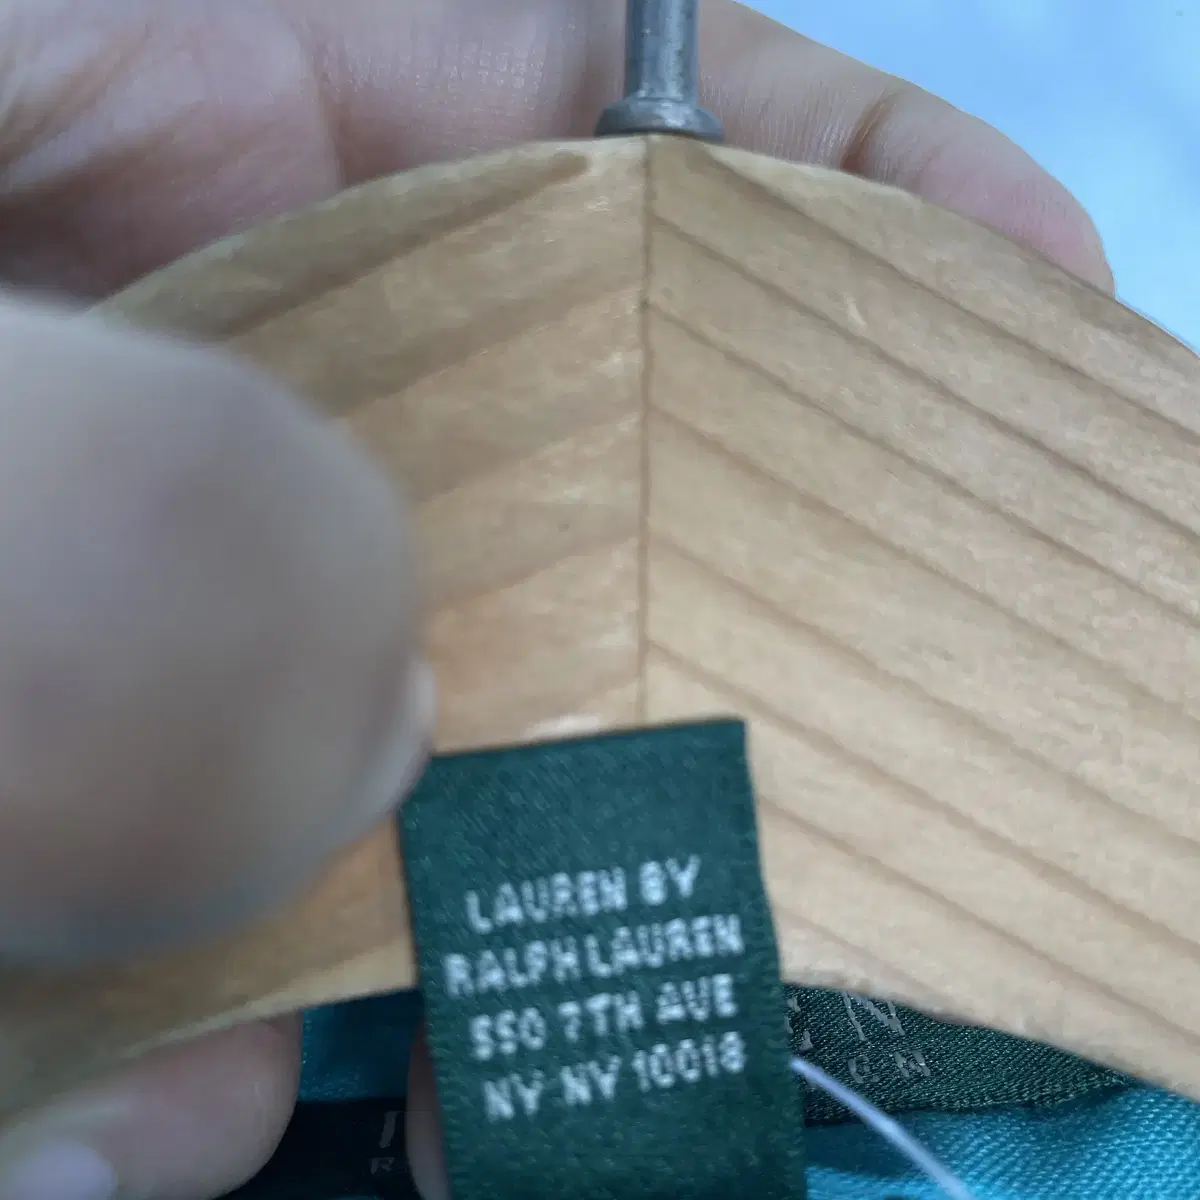 LAUREN BY
RALPH LAUREN
550 7TH AVE
NY NY 10018